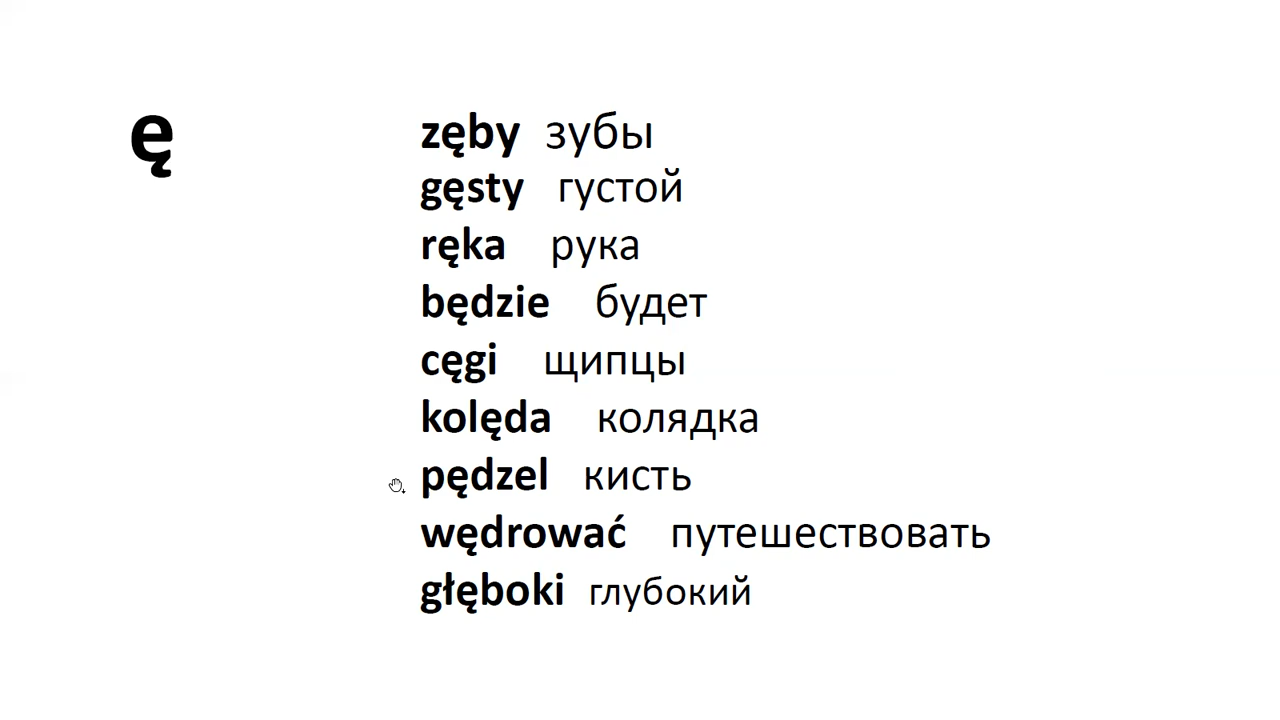 ę
zęby зубы
gęsty густой
ręka рука
będzie будет
cęgi щипцы
kolęda колядка
pędzel кисть
wędrować путешествовать
głęboki глубокий